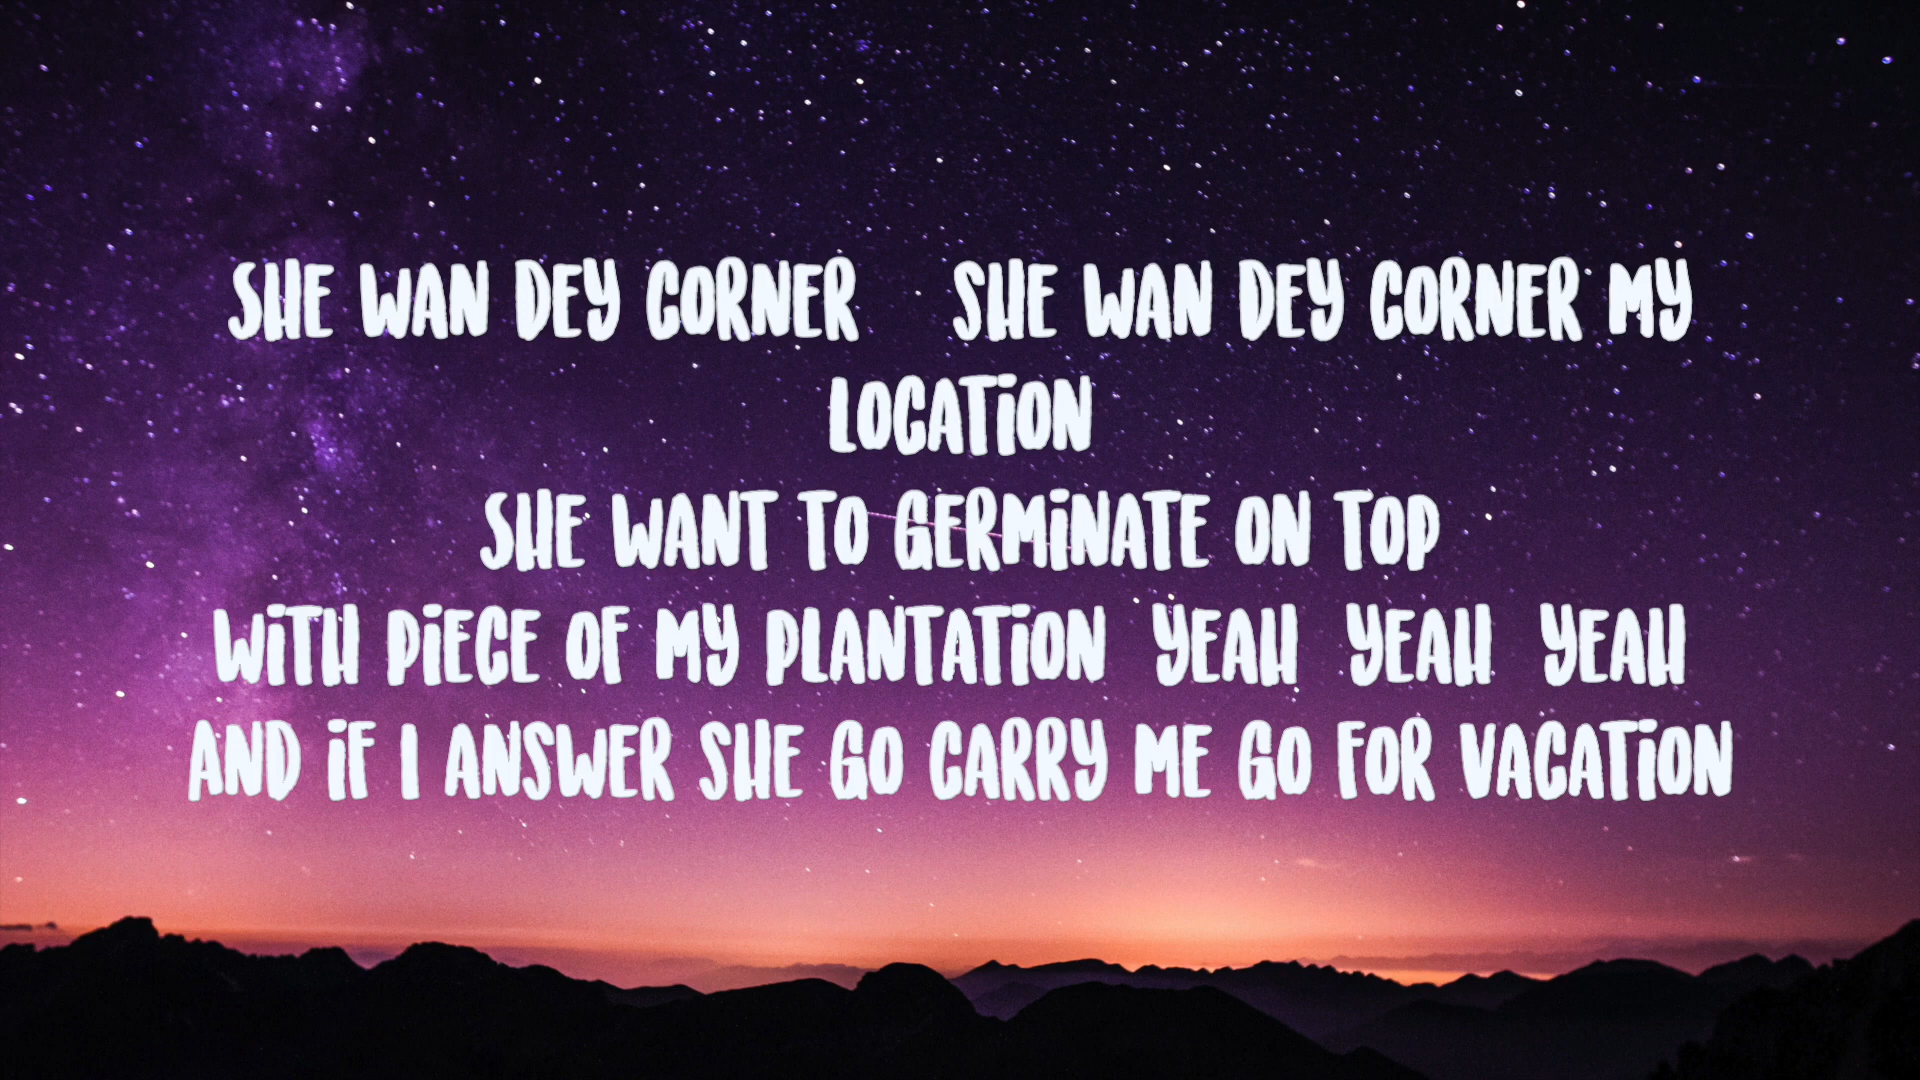 SHE WAN DEY CORNER SHE WAN DEY CORNER MY
LOCATION
SHE WANT TO GERMINATE ON TOP
WITH PIECE OF MY PLANTATION YEAH YEAH YEAH
AND IF I ANSWER SHE GO CARRY ME GO FOR VACATION